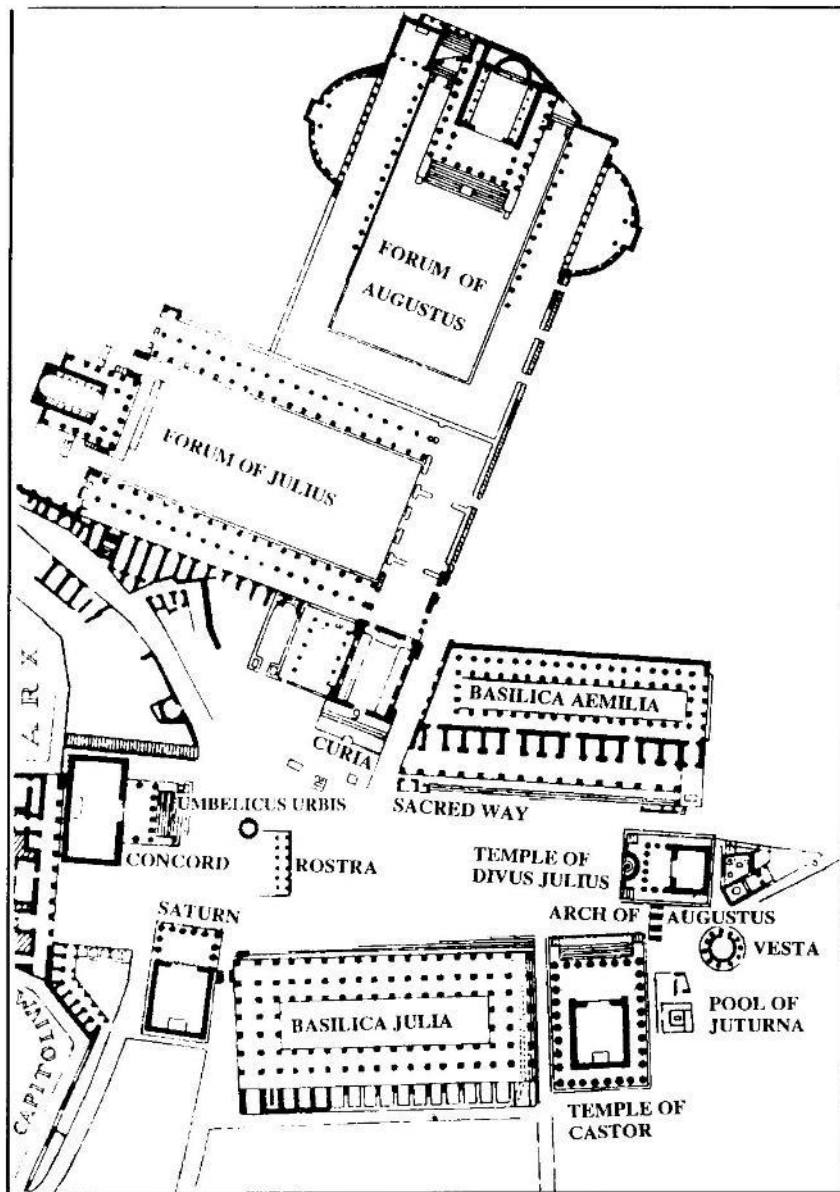 FORUM OF
AUGUSTUS
FORUM OF JULIUS
ARX
BASILICA AEMILIA
CURIA
UMBELICUS URBIS
SACRED WAY
CONCORD
ROSTRA
TEMPLE OF
DIVUS JULIUS
SATURN
ARCH OF AUGUSTUS
VESTA
BASILICA JULIA
POOL OF
JUTURNA
CAPITOLIUM
TEMPLE OF
CASTOR